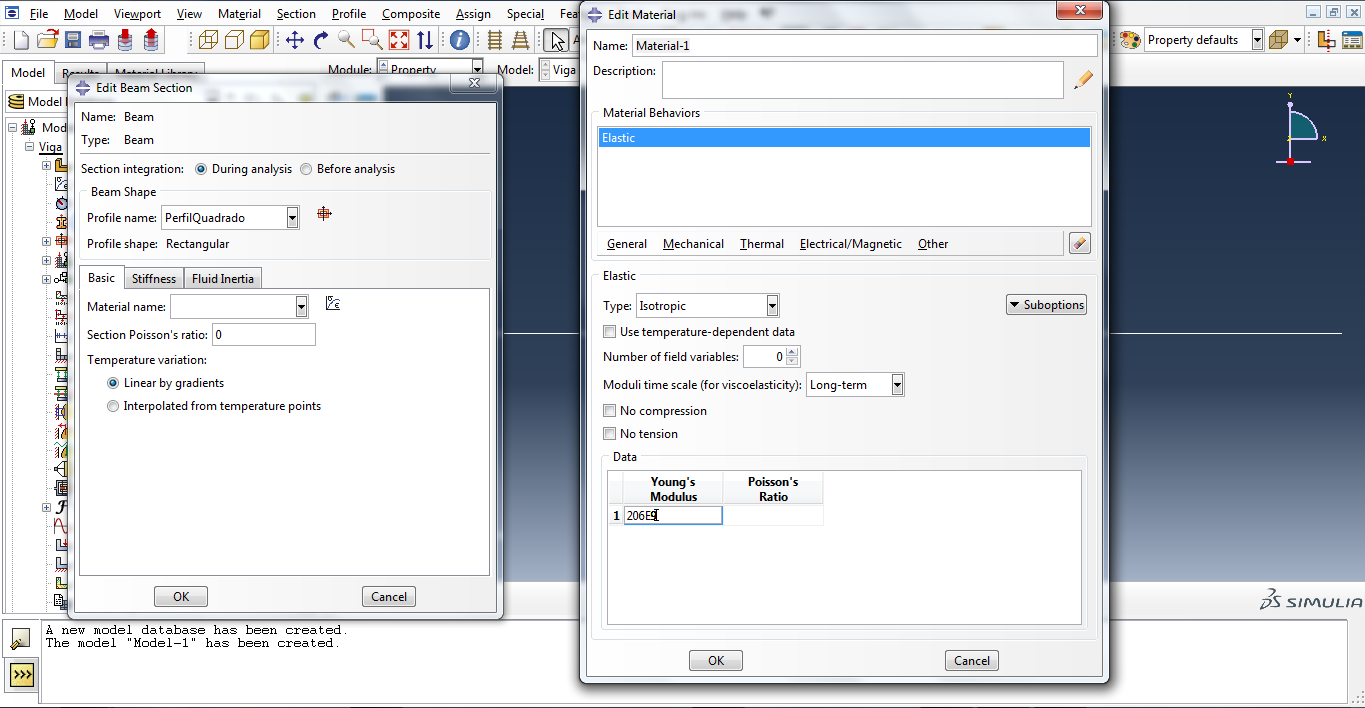 File Model Viewport View Material Section Profile Composite Assign Special Fea
Property defaults
Model Results Material Library
Module: Property Model: Viga
Model
Mod
Viga
Edit Beam Section
Name: Beam
Type: Beam
Section integration: During analysis Before analysis
Beam Shape
Profile name: PerfilQuadrado
Profile shape: Rectangular
Basic Stiffness Fluid Inertia
Material name:
Section Poisson's ratio: 0
Temperature variation:
Linear by gradients
Interpolated from temperature points
OK Cancel
Edit Material
Name: Material-1
Description:
Material Behaviors
Elastic
General Mechanical Thermal Electrical/Magnetic Other
Elastic
Type: Isotropic Suboptions
Use temperature-dependent data
Number of field variables: 0
Moduli time scale (for viscoelasticity): Long-term
No compression
No tension
Data
Young's Modulus Poisson's Ratio
1 206E9
OK Cancel
Y
X
SIMULIA
A new model database has been created.
The model "Model-1" has been created.
>>>